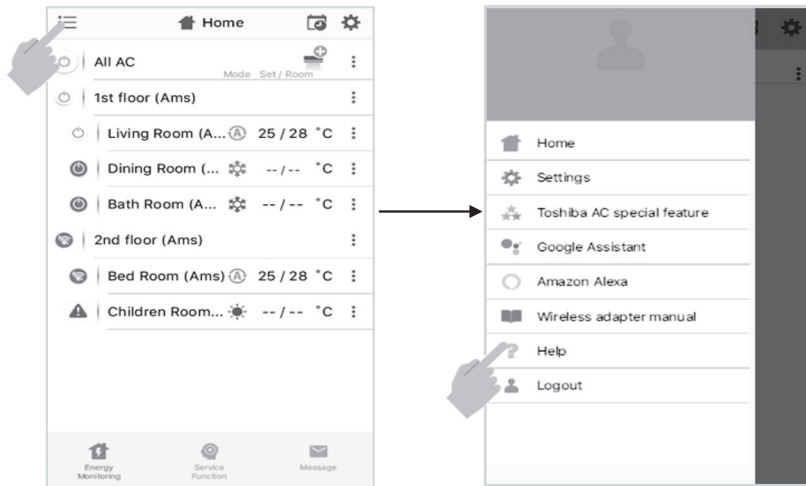 Home
All AC
Mode Set / Room
1st floor (Ams)
Living Room (A... A 25 / 28 °C
Dining Room (... -- / -- °C
Bath Room (A... -- / -- °C
2nd floor (Ams)
Bed Room (Ams) A 25 / 28 °C
Children Room... -- / -- °C
Energy Monitoring
Service Function
Message
Home
Settings
Toshiba AC special feature
Google Assistant
Amazon Alexa
Wireless adapter manual
Help
Logout